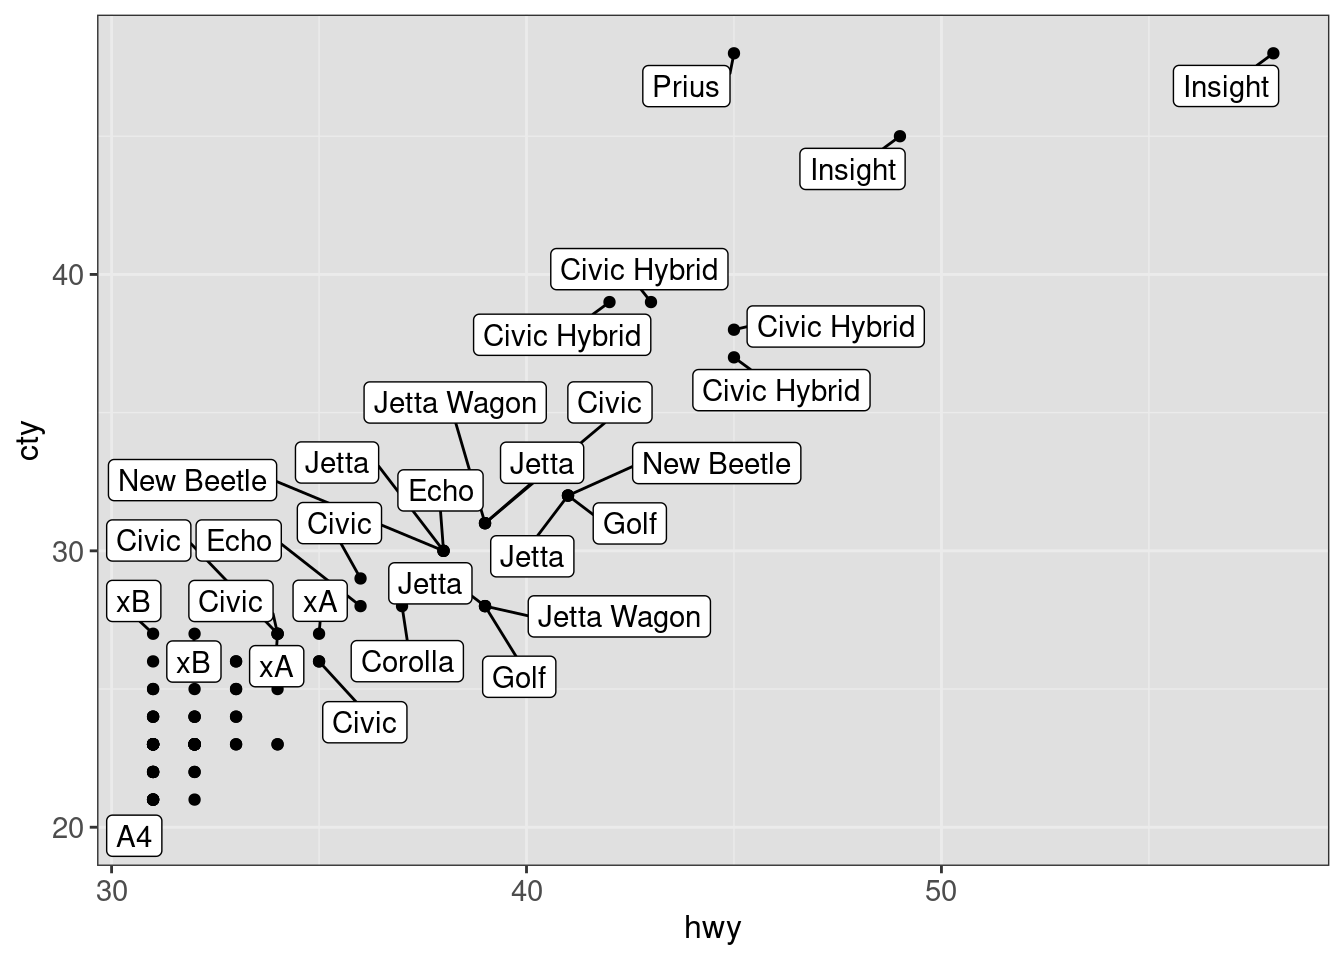 Prius
Insight
Insight
Civic Hybrid
40
Civic Hybrid
Civic Hybrid
Civic Hybrid
Jetta Wagon
Civic
cty
Jetta
Jetta
New Beetle
New Beetle
Echo
Civic
Golf
Civic
Echo
30
Jetta
Jetta
xB
Civic
xA
Jetta Wagon
xB
xA
Corolla
Golf
Civic
20
A4
30
40
50
hwy